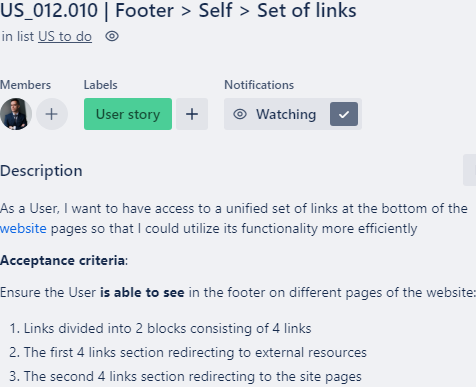 US_012.010 | Footer > Self > Set of links
in list US to do
Members
Labels
Notifications
+
User story
+
Watching
Description
As a User, I want to have access to a unified set of links at the bottom of the
website pages so that I could utilize its functionality more efficiently
Acceptance criteria:
Ensure the User is able to see in the footer on different pages of the website:
1. Links divided into 2 blocks consisting of 4 links
2. The first 4 links section redirecting to external resources
3. The second 4 links section redirecting to the site pages